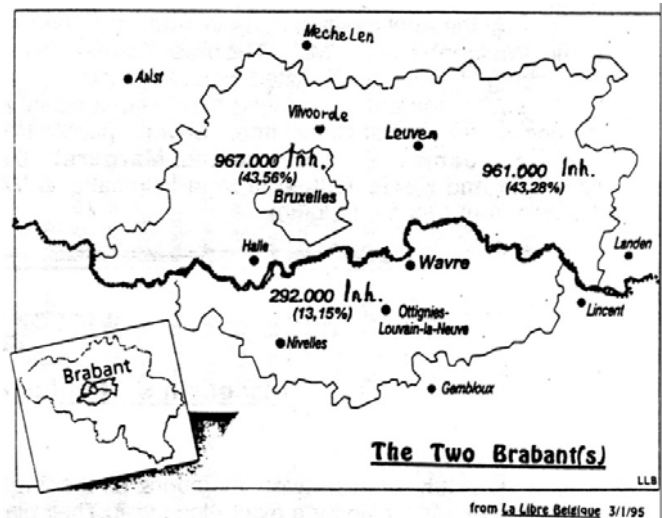 Mechelen
Aalst
Vilvoorde
Leuven
967.000 Inh.
(43,56%)
961.000 Inh.
(43,28%)
Bruxelles
Halle
Wavre
Landen
292.000 Inh.
(13,15%)
Ottignies-
Louvain-la-Neuve
Lincent
Nivelles
Gembloux
Brabant
The Two Brabant(s)
LLB
from La Libre Belgique 3/1/95